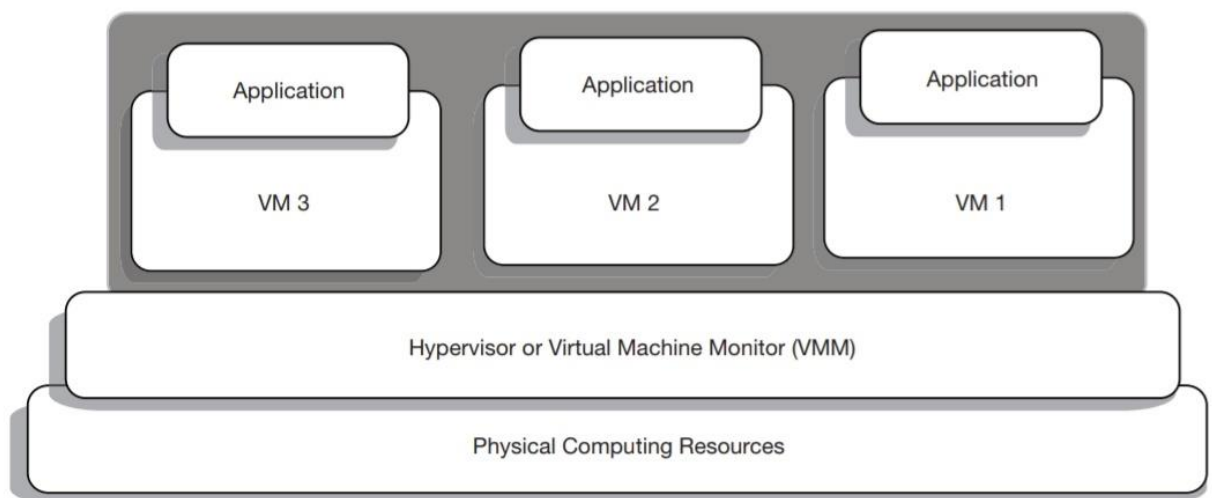 Application
Application
Application
VM 3
VM 2
VM 1
Hypervisor or Virtual Machine Monitor (VMM)
Physical Computing Resources